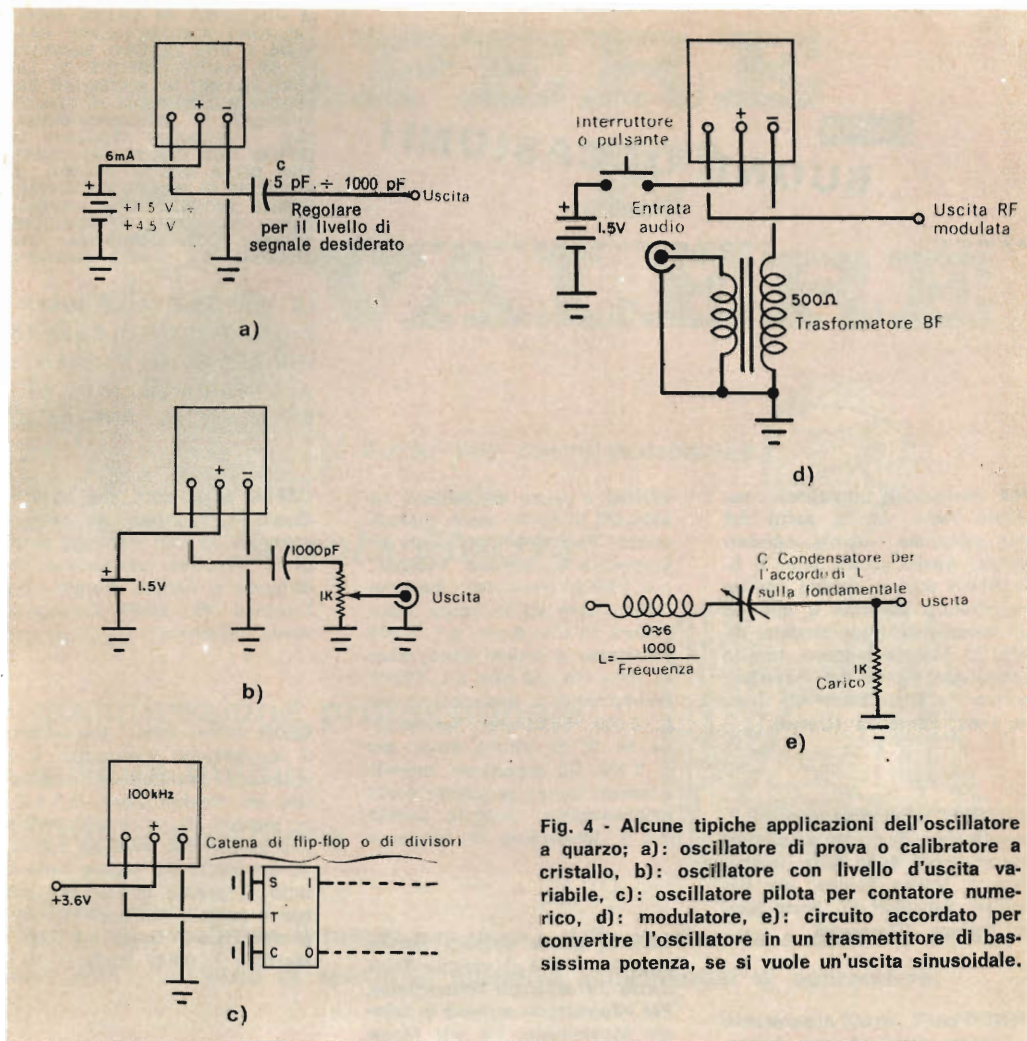 + −
6mA
+
+1.5 V ÷
+4.5 V
C
5 pF. ÷ 1000 pF
Uscita
Regolare
per il livello di
segnale desiderato
a)
+ −
+
1.5V
1000pF
1K
Uscita
b)
100kHz
+ −
+3.6V
Catena di flip-flop o di divisori
S I
T
C O
c)
+ −
Interruttore
o pulsante
+
1.5V
Entrata
audio
Uscita RF
modulata
500Ω
Trasformatore BF
d)
C Condensatore per
l'accordo di L
sulla fondamentale
Uscita
Q≈6
L= 1000
Frequenza
1K
Carico
e)
Fig. 4 - Alcune tipiche applicazioni dell'oscillatore
a quarzo; a): oscillatore di prova o calibratore a
cristallo, b): oscillatore con livello d'uscita va-
riabile, c): oscillatore pilota per contatore nume-
rico, d): modulatore, e): circuito accordato per
convertire l'oscillatore in un trasmettitore di bas-
sissima potenza, se si vuole un'uscita sinusoidale.